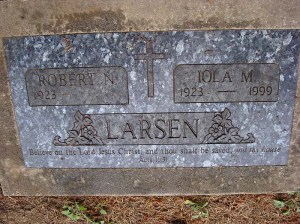 ROBERT N.
1923
IOLA M.
1923 — 1999
LARSEN
Believe on the Lord Jesus Christ, and thou shalt be saved, and thy house
Acts 16:31